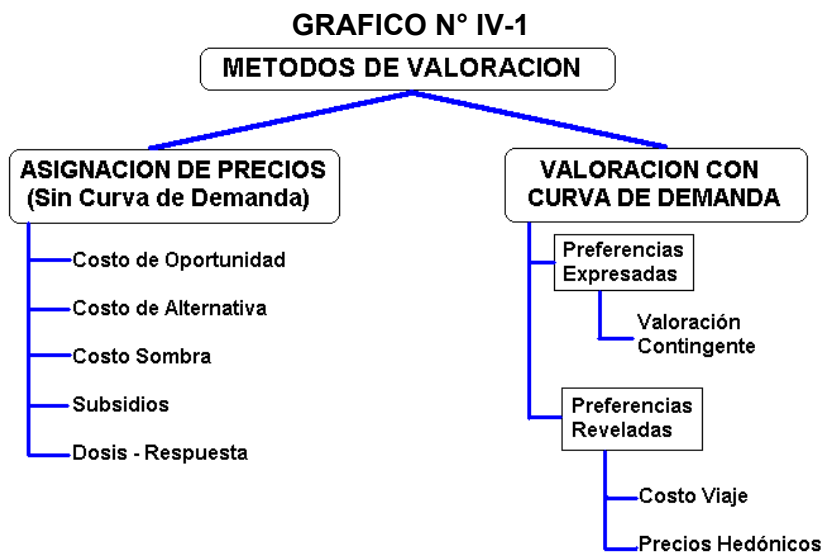 GRAFICO N° IV-1
METODOS DE VALORACION
ASIGNACION DE PRECIOS
(Sin Curva de Demanda)
Costo de Oportunidad
Costo de Alternativa
Costo Sombra
Subsidios
Dosis - Respuesta
VALORACION CON
CURVA DE DEMANDA
Preferencias
Expresadas
Valoración
Contingente
Preferencias
Reveladas
Costo Viaje
Precios Hedónicos